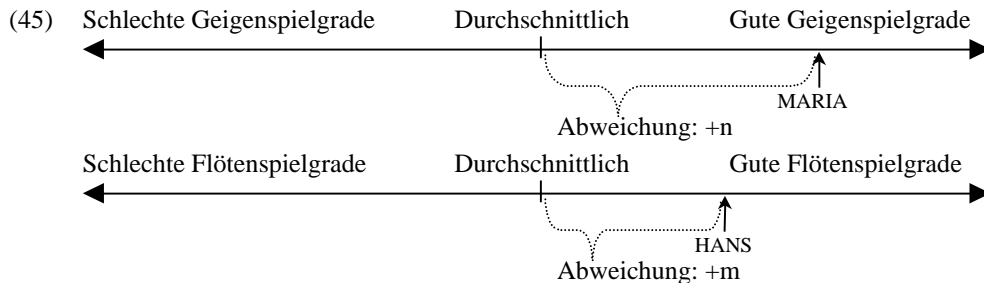 (45) Schlechte Geigenspielgrade Durchschnittlich Gute Geigenspielgrade
MARIA
Abweichung: +n
Schlechte Flötenspielgrade Durchschnittlich Gute Flötenspielgrade
HANS
Abweichung: +m